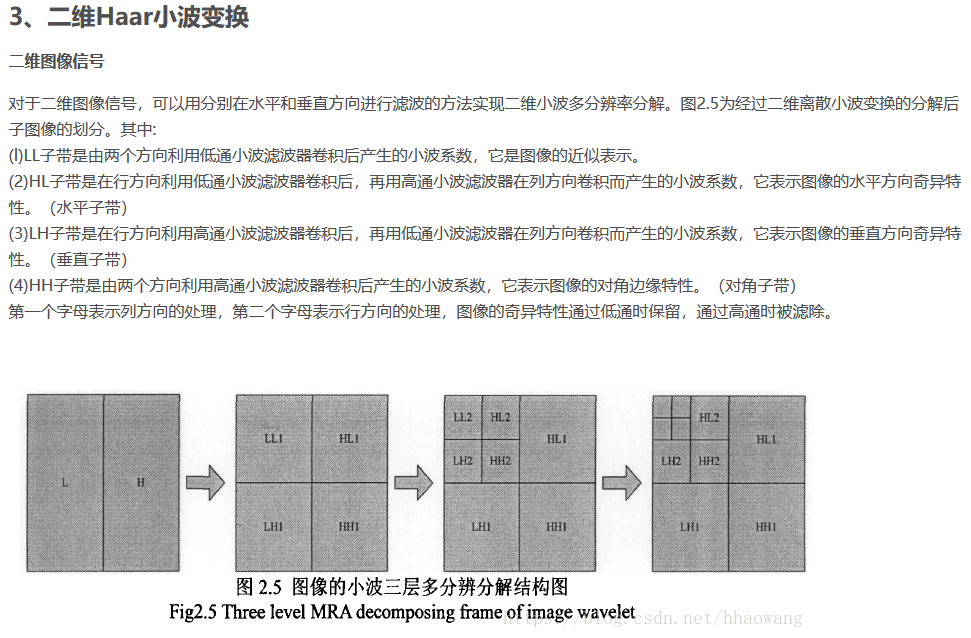 3、二维Haar小波变换
二维图像信号
对于二维图像信号，可以用分别在水平和垂直方向进行滤波的方法实现二维小波多分辨率分解。图2.5为经过二维离散小波变换的分解后
子图像的划分。其中:
(l)LL子带是由两个方向利用低通小波滤波器卷积后产生的小波系数，它是图像的近似表示。
(2)HL子带是在行方向利用低通小波滤波器卷积后，再用高通小波滤波器在列方向卷积而产生的小波系数，它表示图像的水平方向奇异特
性。（水平子带）
(3)LH子带是在行方向利用高通小波滤波器卷积后，再用低通小波滤波器在列方向卷积而产生的小波系数，它表示图像的垂直方向奇异特
性。（垂直子带）
(4)HH子带是由两个方向利用高通小波滤波器卷积后产生的小波系数，它表示图像的对角边缘特性。（对角子带）
第一个字母表示列方向的处理，第二个字母表示行方向的处理，图像的奇异特性通过低通时保留，通过高通时被滤除。
L H
LL1 HL1
LH1 HH1
LL2 HL2 HL1
LH2 HH2
LH1 HH1
HL2 HL1
LH2 HH2
LH1 HH1
图 2.5 图像的小波三层多分辨分解结构图
Fig2.5 Three level MRA decomposing frame of image wavelet
https://blog.csdn.net/hhaowang